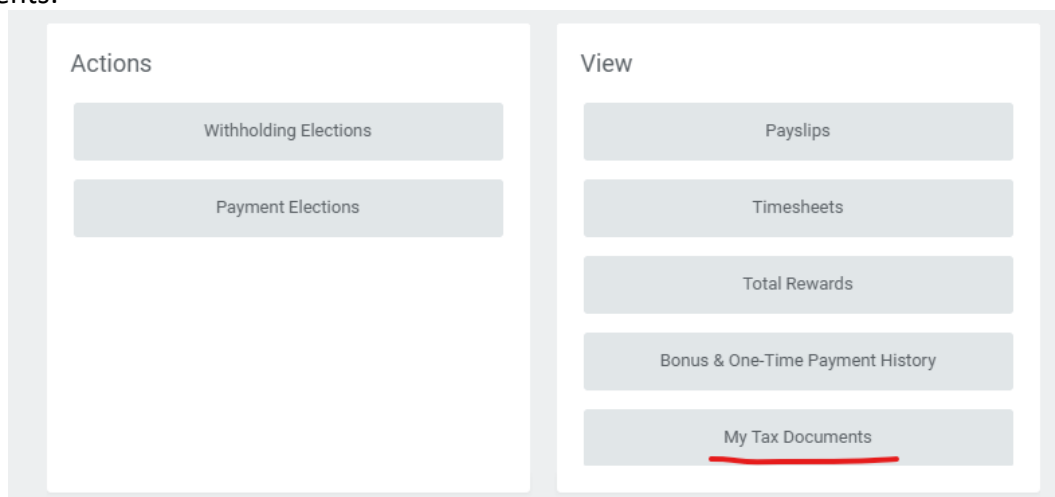 Actions
Withholding Elections
Payment Elections
View
Payslips
Timesheets
Total Rewards
Bonus & One-Time Payment History
My Tax Documents